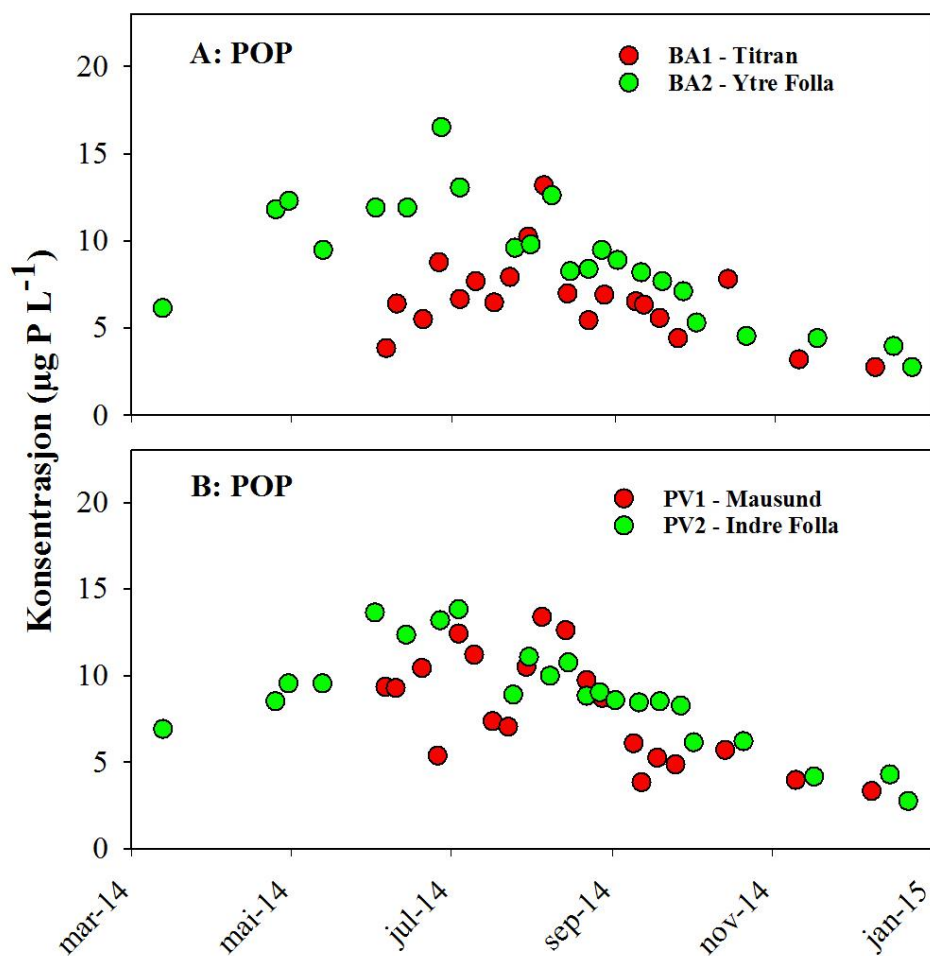 A: POP
BA1 - Titran
BA2 - Ytre Folla
20
15
10
5
0
Konsentrasjon (µg P L-1)
B: POP
PV1 - Mausund
PV2 - Indre Folla
20
15
10
5
0
mar-14
mai-14
jul-14
sep-14
nov-14
jan-15